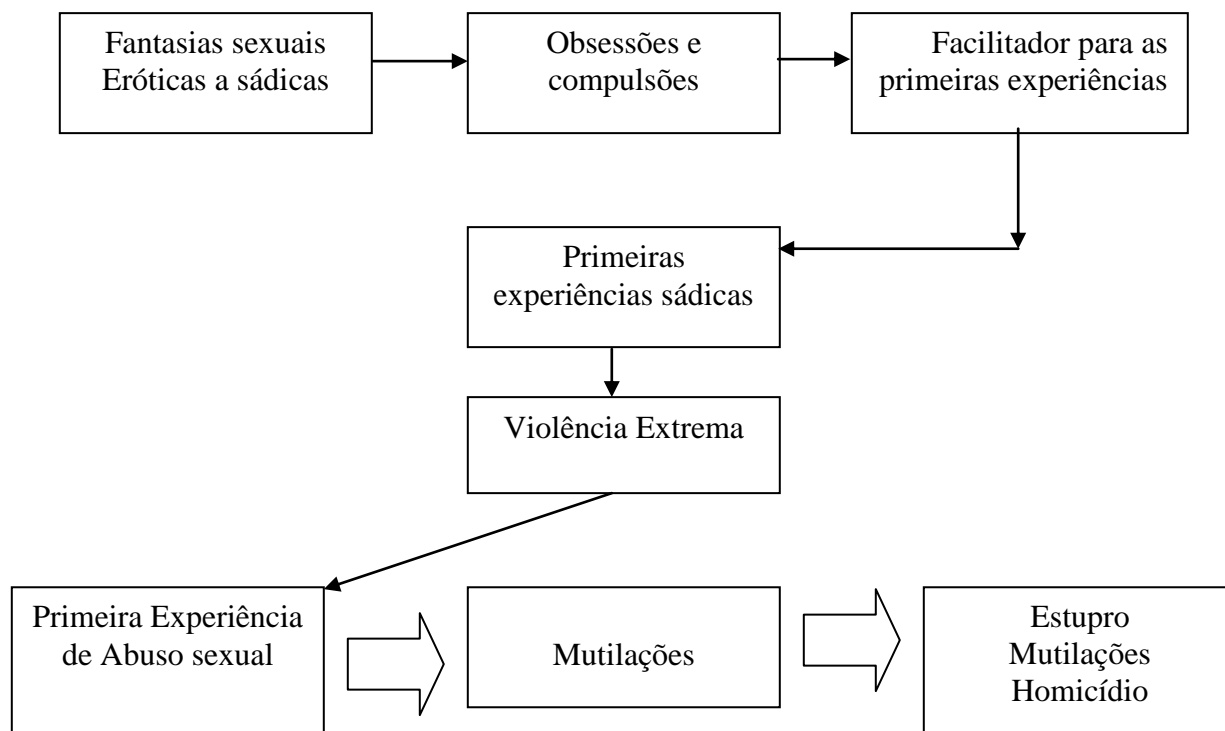 Fantasias sexuais
Eróticas a sádicas
Obsessões e
compulsões
Facilitador para as
primeiras experiências
Primeiras
experiências sádicas
Violência Extrema
Primeira Experiência
de Abuso sexual
Mutilações
Estupro
Mutilações
Homicídio